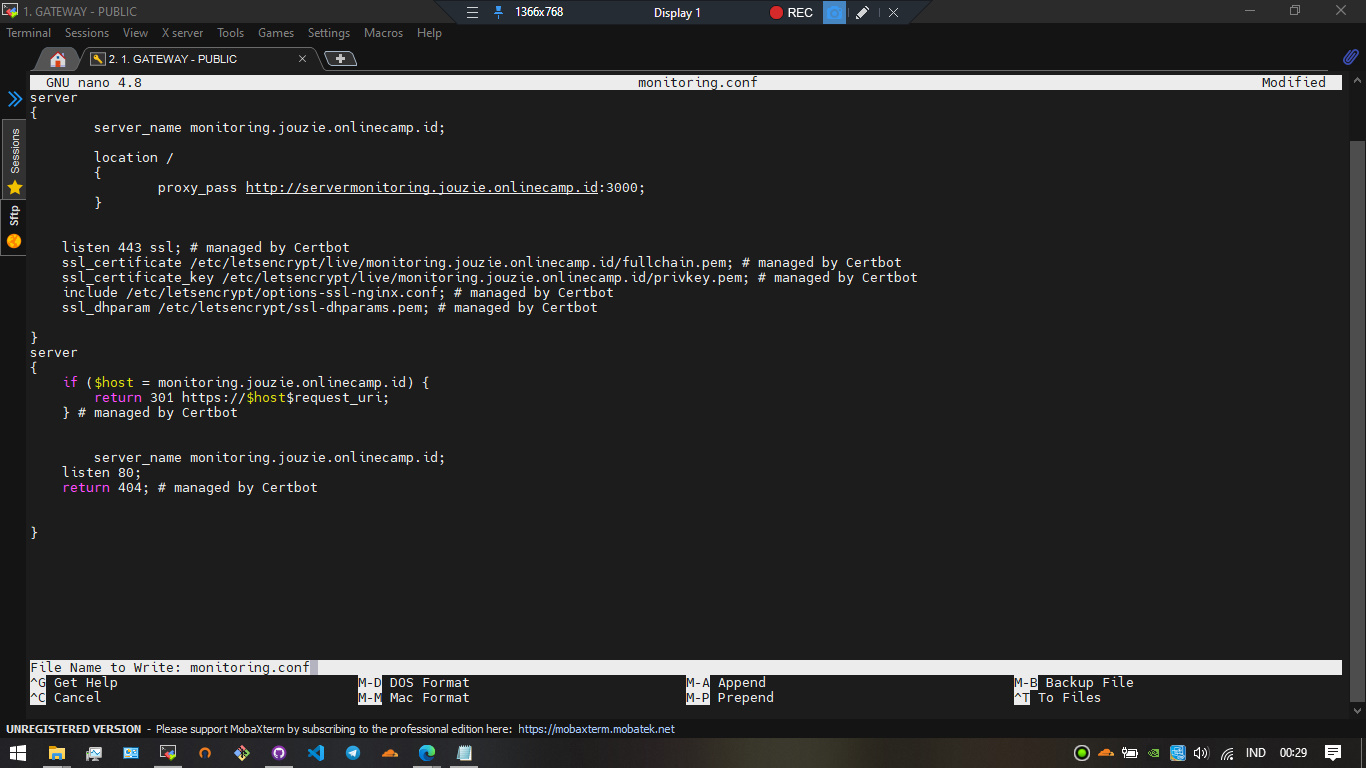 1. GATEWAY - PUBLIC
1366x768
Display 1
REC
Terminal Sessions View X server Tools Games Settings Macros Help
2. 1. GATEWAY - PUBLIC
Sessions
Sftp
GNU nano 4.8 monitoring.conf Modified
server
{
server_name monitoring.jouzie.onlinecamp.id;
location /
{
proxy_pass http://servermonitoring.jouzie.onlinecamp.id:3000;
}
listen 443 ssl; # managed by Certbot
ssl_certificate /etc/letsencrypt/live/monitoring.jouzie.onlinecamp.id/fullchain.pem; # managed by Certbot
ssl_certificate_key /etc/letsencrypt/live/monitoring.jouzie.onlinecamp.id/privkey.pem; # managed by Certbot
include /etc/letsencrypt/options-ssl-nginx.conf; # managed by Certbot
ssl_dhparam /etc/letsencrypt/ssl-dhparams.pem; # managed by Certbot
}
server
{
if ($host = monitoring.jouzie.onlinecamp.id) {
return 301 https://$host$request_uri;
} # managed by Certbot
server_name monitoring.jouzie.onlinecamp.id;
listen 80;
return 404; # managed by Certbot
}
File Name to Write: monitoring.conf
^G Get Help M-D DOS Format M-A Append M-B Backup File
^C Cancel M-M Mac Format M-P Prepend ^T To Files
UNREGISTERED VERSION - Please support MobaXterm by subscribing to the professional edition here: https://mobaxterm.mobatek.net
IND 00:29